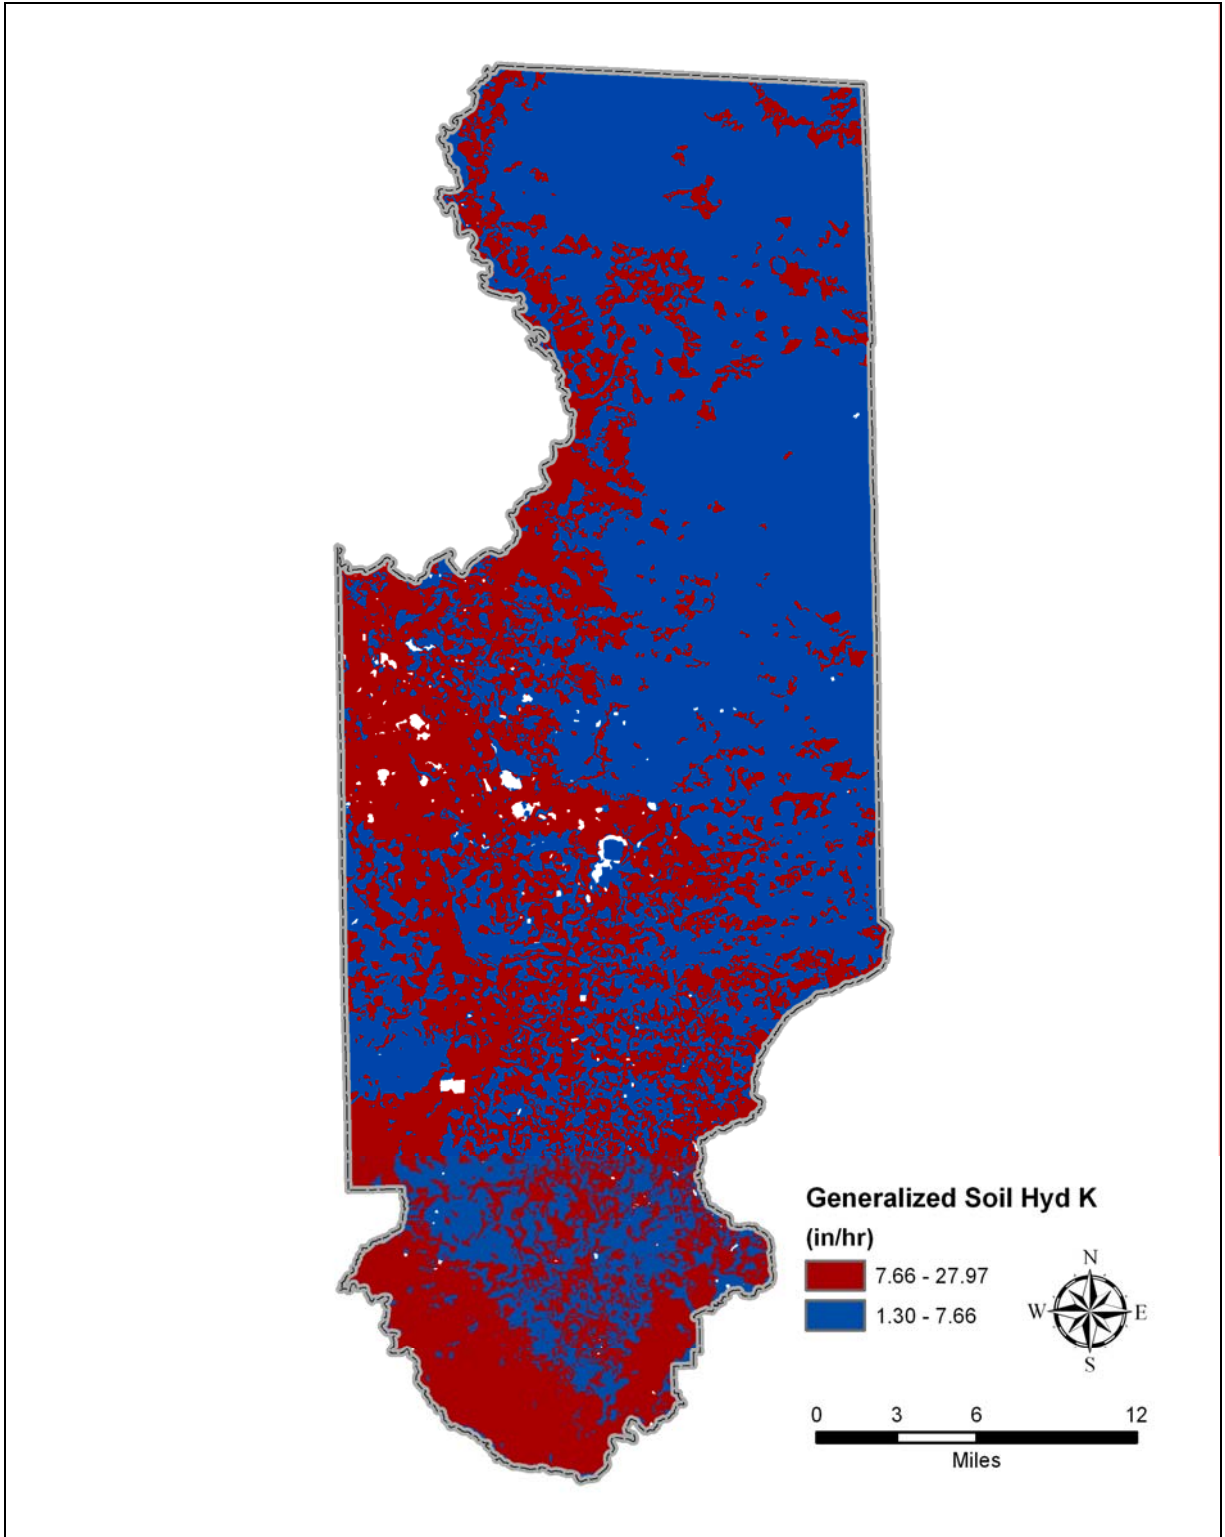 Generalized Soil Hyd K
(in/hr)
7.66 - 27.97
1.30 - 7.66
N
W E
S
0 3 6 12
Miles